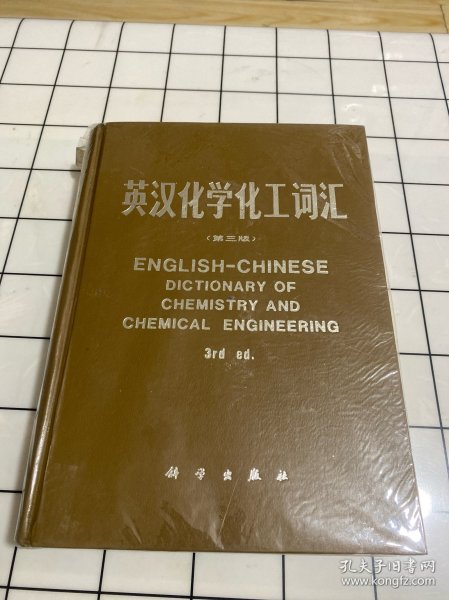 英汉化学化工词汇
(第三版)
ENGLISH-CHINESE
DICTIONARY OF
CHEMISTRY AND
CHEMICAL ENGINEERING
3rd ed.
科学出版社
孔夫子旧书网
www.kongfz.com